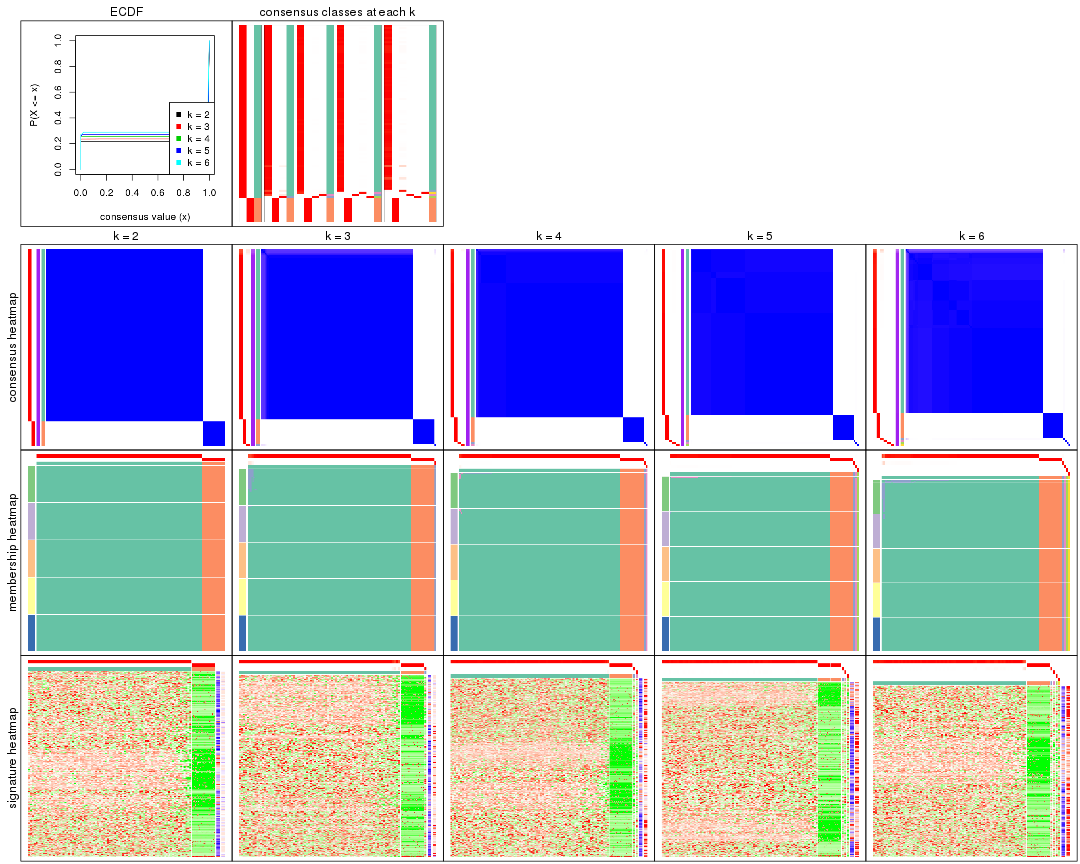 ECDF
consensus classes at each k
P(X <= x)
0.0 0.2 0.4 0.6 0.8 1.0
k = 2
k = 3
k = 4
k = 5
k = 6
0.0 0.2 0.4 0.6 0.8 1.0
consensus value (x)
k = 2 k = 3 k = 4 k = 5 k = 6
consensus heatmap
membership heatmap
signature heatmap